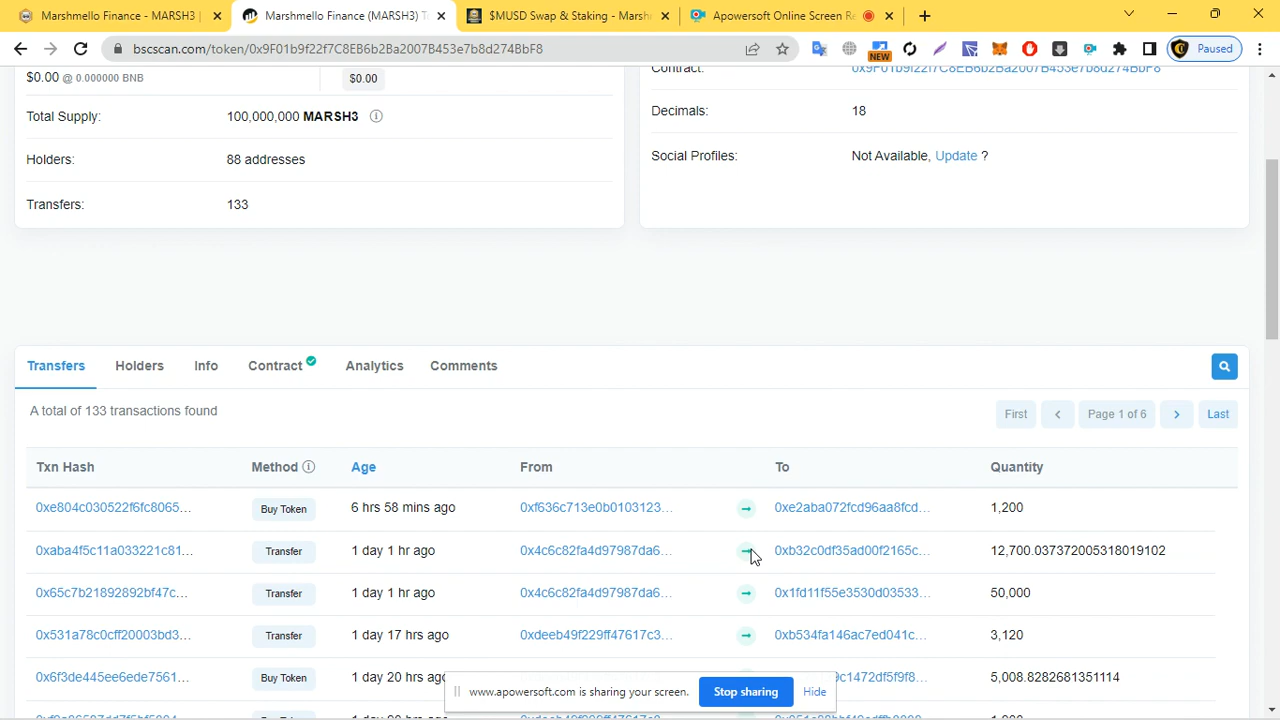 Marshmello Finance - MARSH3 |
Marshmello Finance (MARSH3) T
$MUSD Swap & Staking - Marsh
Apowersoft Online Screen Re
bscscan.com/token/0x9F01b9f22f7C8EB6b2Ba2007B453e7b8d274BbF8
NEW
Paused
$0.00 @ 0.000000 BNB
$0.00
Contract:
0x9F01b9f22f7C8EB6b2Ba2007B453e7b8d274BbF8
Total Supply:
100,000,000 MARSH3
Decimals:
18
Holders:
88 addresses
Social Profiles:
Not Available, Update ?
Transfers:
133
Transfers
Holders
Info
Contract
Analytics
Comments
A total of 133 transactions found
First
Page 1 of 6
Last
Txn Hash
Method
Age
From
To
Quantity
0xe804c030522f6fc8065...
Buy Token
6 hrs 58 mins ago
0xf636c713e0b0103123...
0xe2aba072fcd96aa8fcd...
1,200
0xaba4f5c11a033221c81...
Transfer
1 day 1 hr ago
0x4c6c82fa4d97987da6...
0xb32c0df35ad00f2165c...
12,700.037372005318019102
0x65c7b21892892bf47c...
Transfer
1 day 1 hr ago
0x4c6c82fa4d97987da6...
0x1fd11f55e3530d03533...
50,000
0x531a78c0cff20003bd3...
Transfer
1 day 17 hrs ago
0xdeeb49f229ff47617c3...
0xb534fa146ac7ed041c...
3,120
0x6f3de445ee6ede7561...
Buy Token
1 day 20 hrs ago
9c1472df5f9f8...
5,008.8282681351114
www.apowersoft.com is sharing your screen.
Stop sharing
Hide